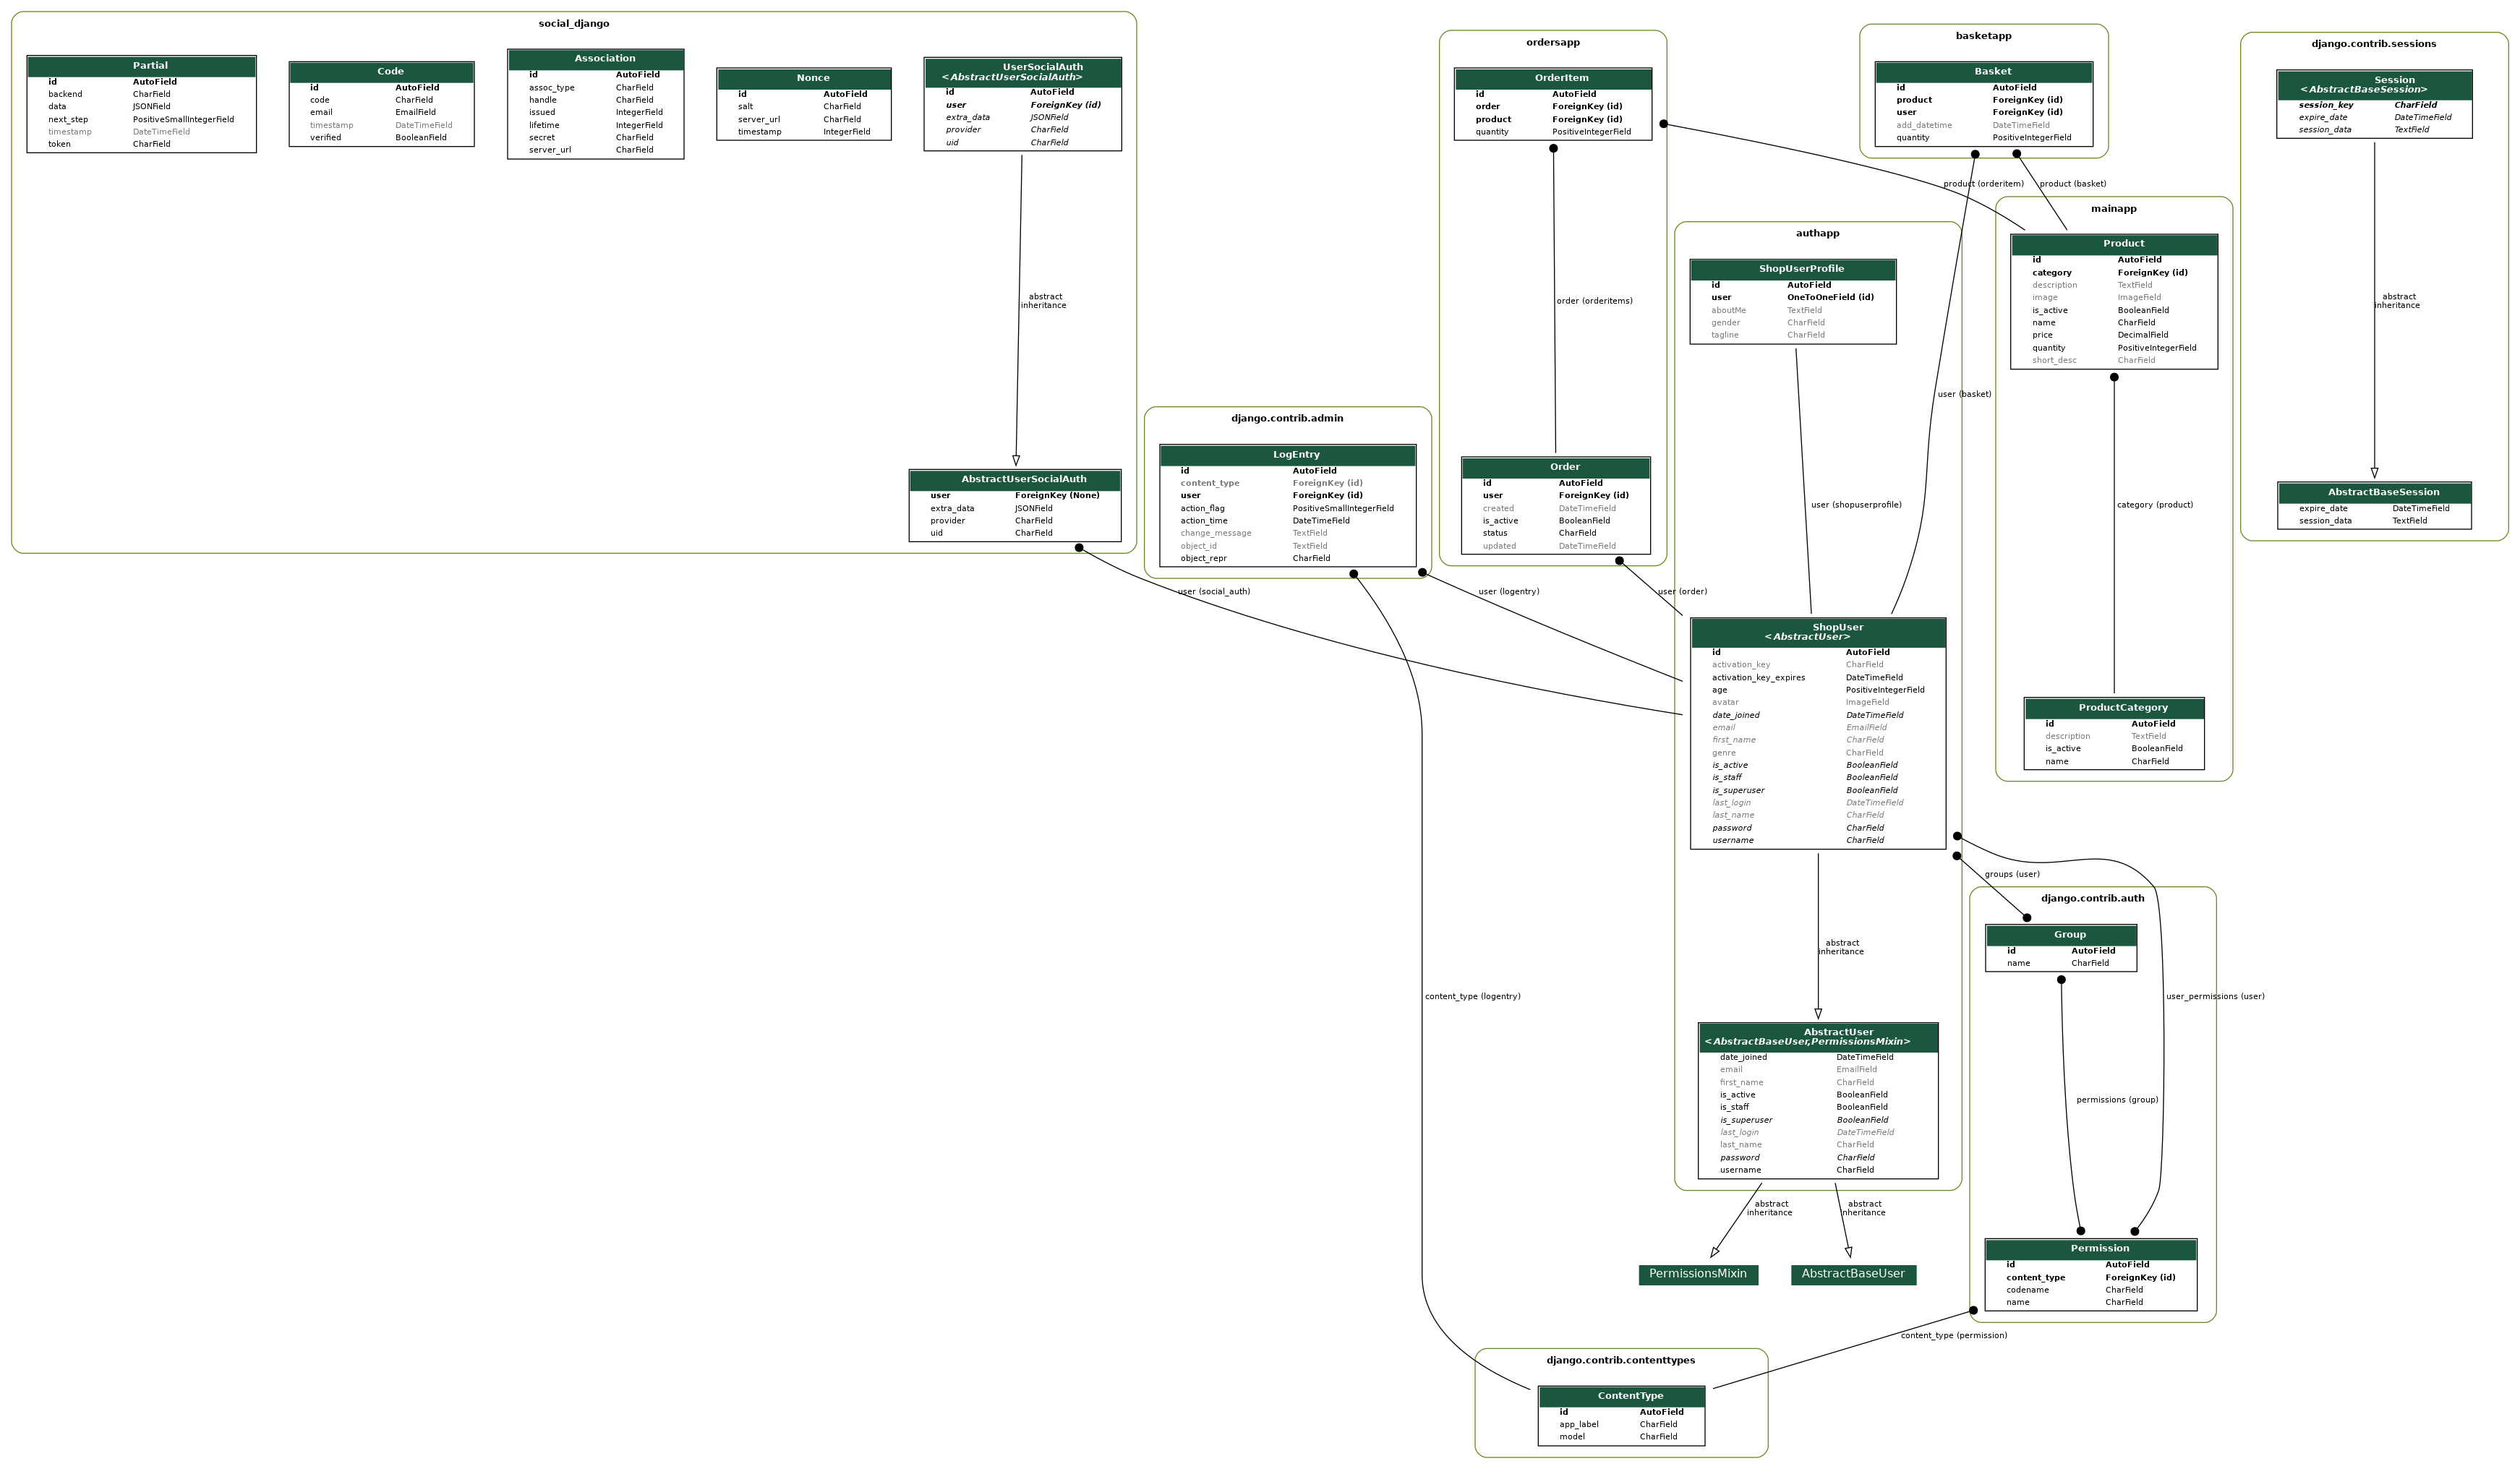 social_django
Partial
id AutoField
backend CharField
data JSONField
next_step PositiveSmallIntegerField
timestamp DateTimeField
token CharField
Code
id AutoField
code CharField
email EmailField
timestamp DateTimeField
verified BooleanField
Association
id AutoField
assoc_type CharField
handle CharField
issued IntegerField
lifetime IntegerField
secret CharField
server_url CharField
Nonce
id AutoField
salt CharField
server_url CharField
timestamp IntegerField
UserSocialAuth
<AbstractUserSocialAuth>
id AutoField
user ForeignKey (id)
extra_data JSONField
provider CharField
uid CharField
abstract
inheritance
AbstractUserSocialAuth
user ForeignKey (None)
extra_data JSONField
provider CharField
uid CharField
user (social_auth)
django.contrib.admin
LogEntry
id AutoField
content_type ForeignKey (id)
user ForeignKey (id)
action_flag PositiveSmallIntegerField
action_time DateTimeField
change_message TextField
object_id TextField
object_repr CharField
user (logentry)
content_type (logentry)
ordersapp
OrderItem
id AutoField
order ForeignKey (id)
product ForeignKey (id)
quantity PositiveIntegerField
order (orderitems)
product (orderitem)
Order
id AutoField
user ForeignKey (id)
created DateTimeField
is_active BooleanField
status CharField
updated DateTimeField
user (order)
basketapp
Basket
id AutoField
product ForeignKey (id)
user ForeignKey (id)
add_datetime DateTimeField
quantity PositiveIntegerField
product (basket)
user (basket)
authapp
ShopUserProfile
id AutoField
user OneToOneField (id)
aboutMe TextField
gender CharField
tagline CharField
user (shopuserprofile)
ShopUser
<AbstractUser>
id AutoField
activation_key CharField
activation_key_expires DateTimeField
age PositiveIntegerField
avatar ImageField
date_joined DateTimeField
email EmailField
first_name CharField
genre CharField
is_active BooleanField
is_staff BooleanField
is_superuser BooleanField
last_login DateTimeField
last_name CharField
password CharField
username CharField
abstract
inheritance
AbstractUser
<AbstractBaseUser,PermissionsMixin>
date_joined DateTimeField
email EmailField
first_name CharField
is_active BooleanField
is_staff BooleanField
is_superuser BooleanField
last_login DateTimeField
last_name CharField
password CharField
username CharField
abstract
inheritance
abstract
inheritance
PermissionsMixin
AbstractBaseUser
mainapp
Product
id AutoField
category ForeignKey (id)
description TextField
image ImageField
is_active BooleanField
name CharField
price DecimalField
quantity PositiveIntegerField
short_desc CharField
category (product)
ProductCategory
id AutoField
description TextField
is_active BooleanField
name CharField
django.contrib.sessions
Session
<AbstractBaseSession>
session_key CharField
expire_date DateTimeField
session_data TextField
abstract
inheritance
AbstractBaseSession
expire_date DateTimeField
session_data TextField
groups (user)
django.contrib.auth
Group
id AutoField
name CharField
user_permissions (user)
permissions (group)
Permission
id AutoField
content_type ForeignKey (id)
codename CharField
name CharField
content_type (permission)
django.contrib.contenttypes
ContentType
id AutoField
app_label CharField
model CharField